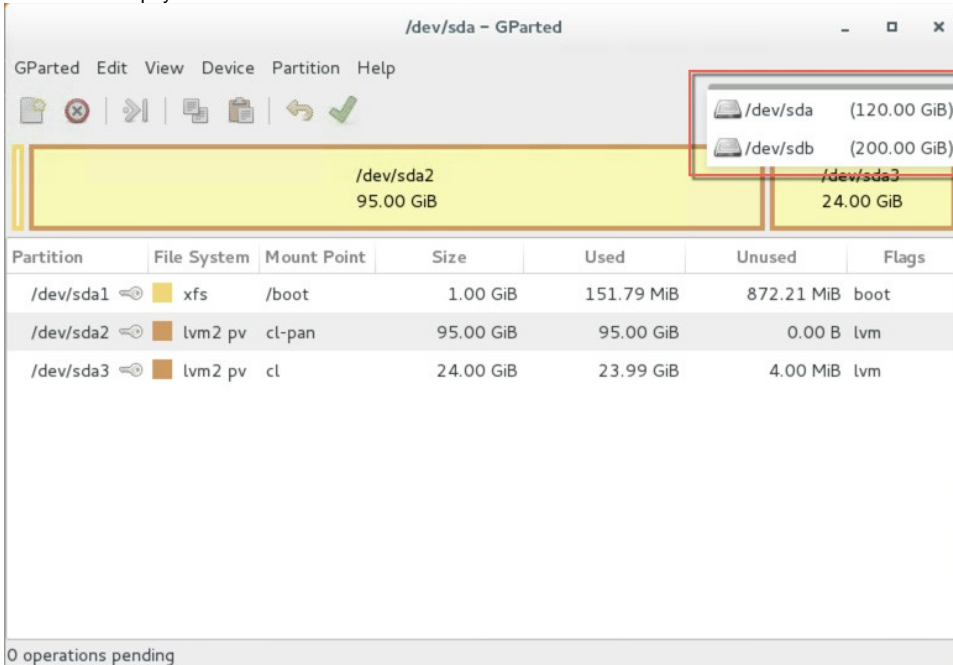 /dev/sda – GParted
GParted Edit View Device Partition Help
/dev/sda (120.00 GiB)
/dev/sdb (200.00 GiB)
/dev/sda2
95.00 GiB
/dev/sda3
24.00 GiB
Partition File System Mount Point Size Used Unused Flags
/dev/sda1 xfs /boot 1.00 GiB 151.79 MiB 872.21 MiB boot
/dev/sda2 lvm2 pv cl-pan 95.00 GiB 95.00 GiB 0.00 B lvm
/dev/sda3 lvm2 pv cl 24.00 GiB 23.99 GiB 4.00 MiB lvm
0 operations pending